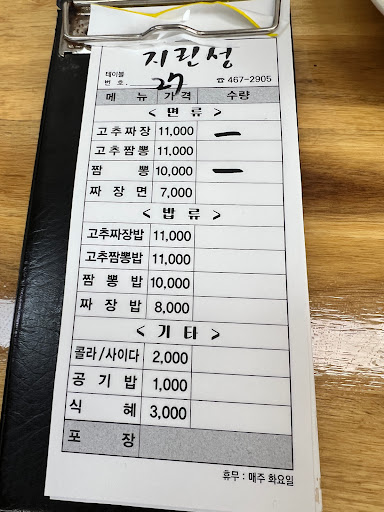 지린성
테이블
번 호 . 27 ☎ 467-2905
메 뉴 가 격 수량
< 면 류 >
고추짜장 11,000 一
고추짬뽕 11,000
짬 뽕 10,000 一
짜 장 면 7,000
< 밥 류 >
고추짜장밥 11,000
고추짬뽕밥 11,000
짬 뽕 밥 10,000
짜 장 밥 8,000
< 기 타 >
콜라/사이다 2,000
공 기 밥 1,000
식 혜 3,000
포 장
휴무 : 매주 화요일